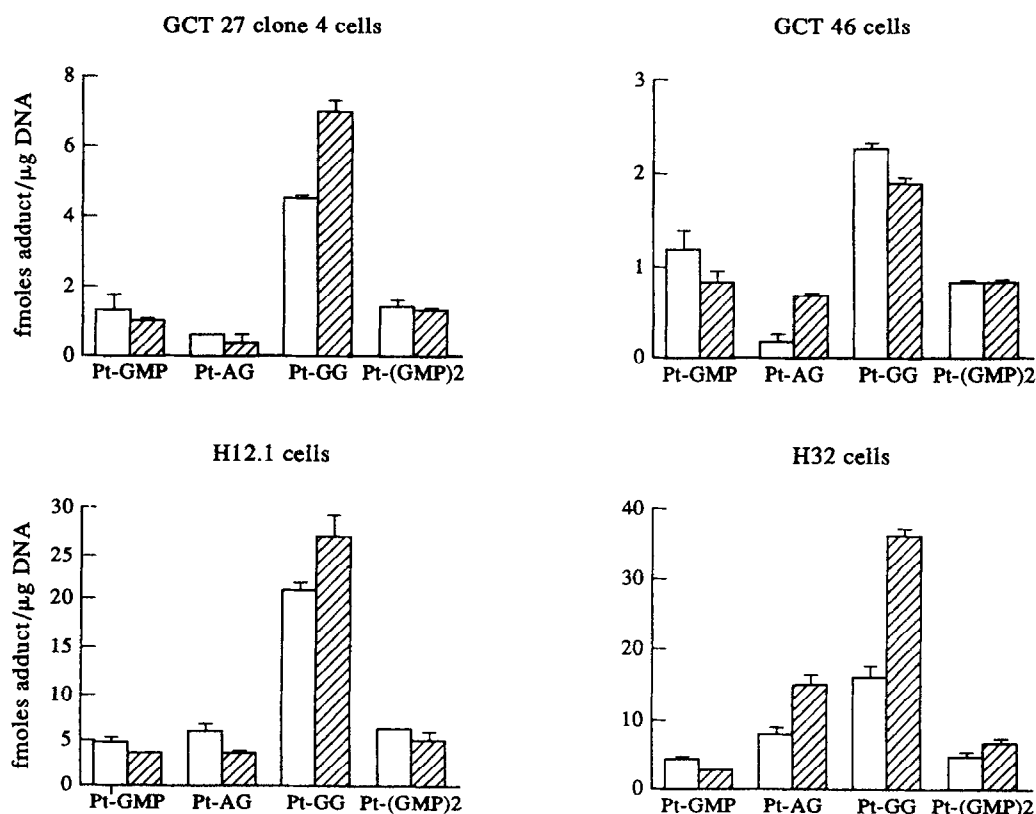 GCT 27 clone 4 cells
fmoles adduct/µg DNA
8
6
4
2
0
Pt-GMP Pt-AG Pt-GG Pt-(GMP)2
GCT 46 cells
3
2
1
0
Pt-GMP Pt-AG Pt-GG Pt-(GMP)2
H12.1 cells
fmoles adduct/µg DNA
30
25
20
15
10
5
0
Pt-GMP Pt-AG Pt-GG Pt-(GMP)2
H32 cells
40
30
20
10
0
Pt-GMP Pt-AG Pt-GG Pt-(GMP)2